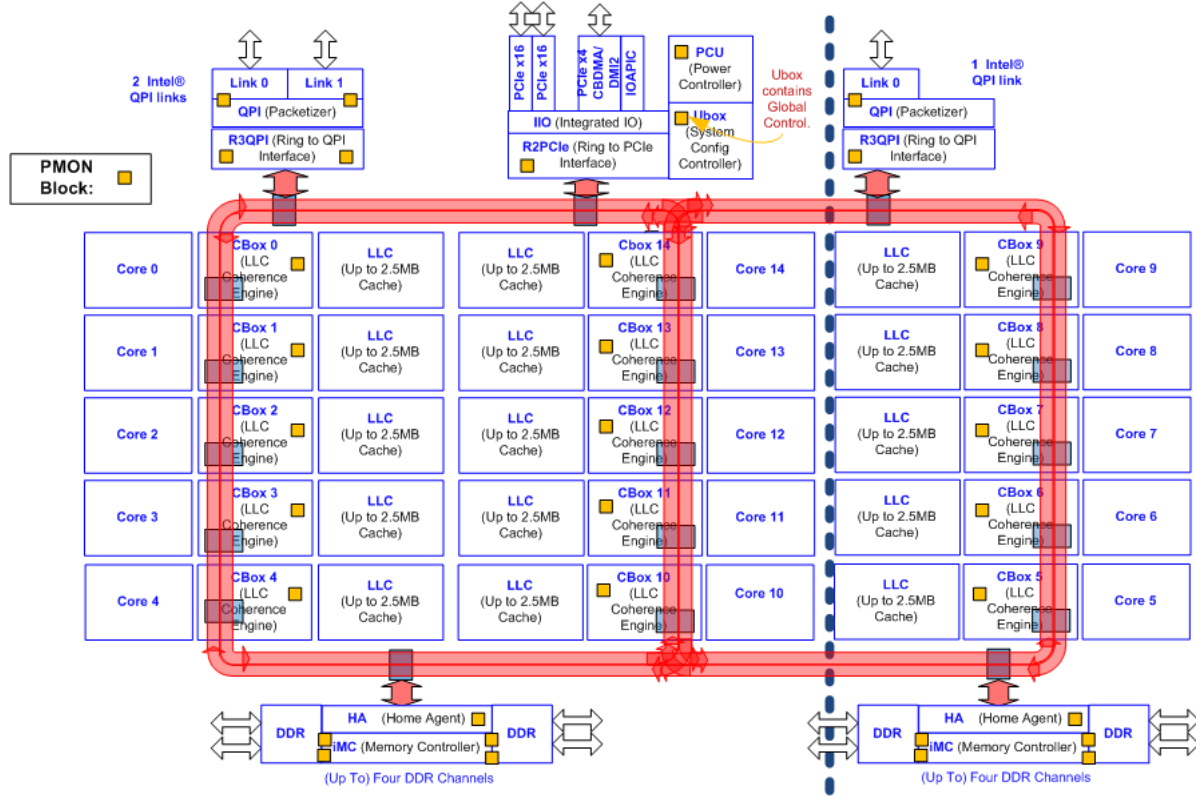 2 Intel®
QPI links
Link 0
Link 1
QPI (Packetizer)
R3QPI (Ring to QPI
Interface)
PCIe x16
PCIe x16
PCIe x4
CBDMA/
DMI2
IOAPIC
IIO (Integrated IO)
R2PCIe (Ring to PCIe
Interface)
PCU
(Power
Controller)
Ubox
(System
Config
Controller)
Ubox
contains
Global
Control.
Link 0
1 Intel®
QPI link
QPI (Packetizer)
R3QPI (Ring to QPI
Interface)
PMON
Block:
Core 0
CBox 0
(LLC
Coherence
Engine)
LLC
(Up to 2.5MB
Cache)
LLC
(Up to 2.5MB
Cache)
Cbox 14
(LLC
Coherence
Engine)
Core 14
LLC
(Up to 2.5MB
Cache)
CBox 9
(LLC
Coherence
Engine)
Core 9
Core 1
CBox 1
(LLC
Coherence
Engine)
LLC
(Up to 2.5MB
Cache)
LLC
(Up to 2.5MB
Cache)
CBox 13
(LLC
Coherence
Engine)
Core 13
LLC
(Up to 2.5MB
Cache)
CBox 8
(LLC
Coherence
Engine)
Core 8
Core 2
CBox 2
(LLC
Coherence
Engine)
LLC
(Up to 2.5MB
Cache)
LLC
(Up to 2.5MB
Cache)
CBox 12
(LLC
Coherence
Engine)
Core 12
LLC
(Up to 2.5MB
Cache)
CBox 7
(LLC
Coherence
Engine)
Core 7
Core 3
CBox 3
(LLC
Coherence
Engine)
LLC
(Up to 2.5MB
Cache)
LLC
(Up to 2.5MB
Cache)
CBox 11
(LLC
Coherence
Engine)
Core 11
LLC
(Up to 2.5MB
Cache)
CBox 6
(LLC
Coherence
Engine)
Core 6
Core 4
CBox 4
(LLC
Coherence
Engine)
LLC
(Up to 2.5MB
Cache)
LLC
(Up to 2.5MB
Cache)
CBox 10
(LLC
Coherence
Engine)
Core 10
LLC
(Up to 2.5MB
Cache)
CBox 5
(LLC
Coherence
Engine)
Core 5
DDR
HA (Home Agent)
iMC (Memory Controller)
DDR
(Up To) Four DDR Channels
DDR
HA (Home Agent)
iMC (Memory Controller)
DDR
(Up To) Four DDR Channels